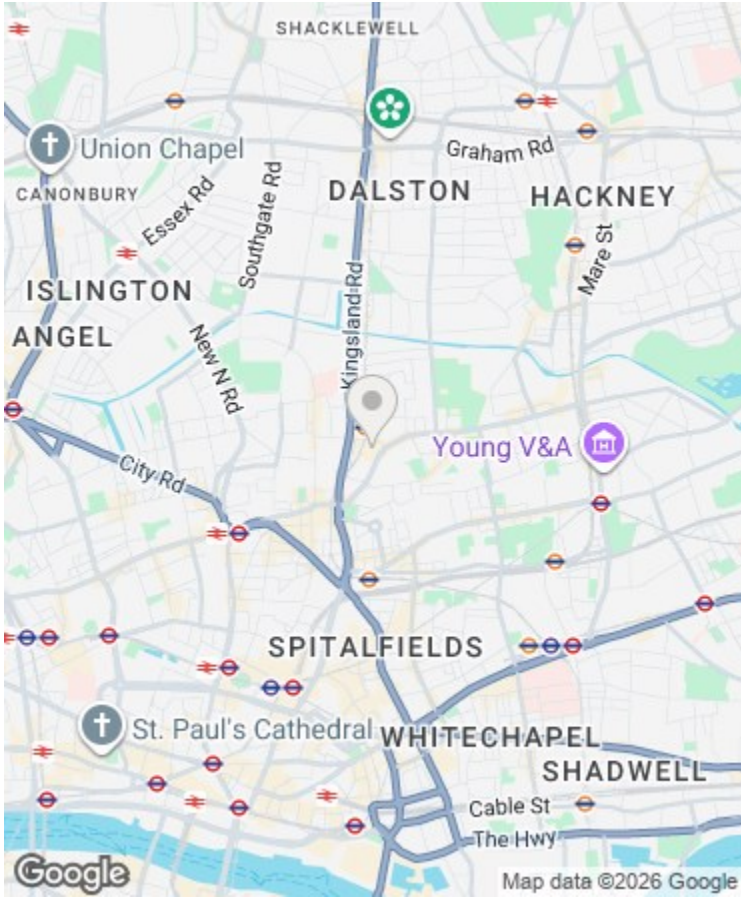 SHACKLEWELL
Union Chapel
Graham Rd
CANONBURY
Essex Rd
Southgate Rd
DALSTON
HACKNEY
Mare St
ISLINGTON
Kingsland Rd
ANGEL
New N Rd
Young V&A
City Rd
SPITALFIELDS
St. Paul's Cathedral
WHITECHAPEL
SHADWELL
Cable St
The Hwy
Google
Map data ©2026 Google